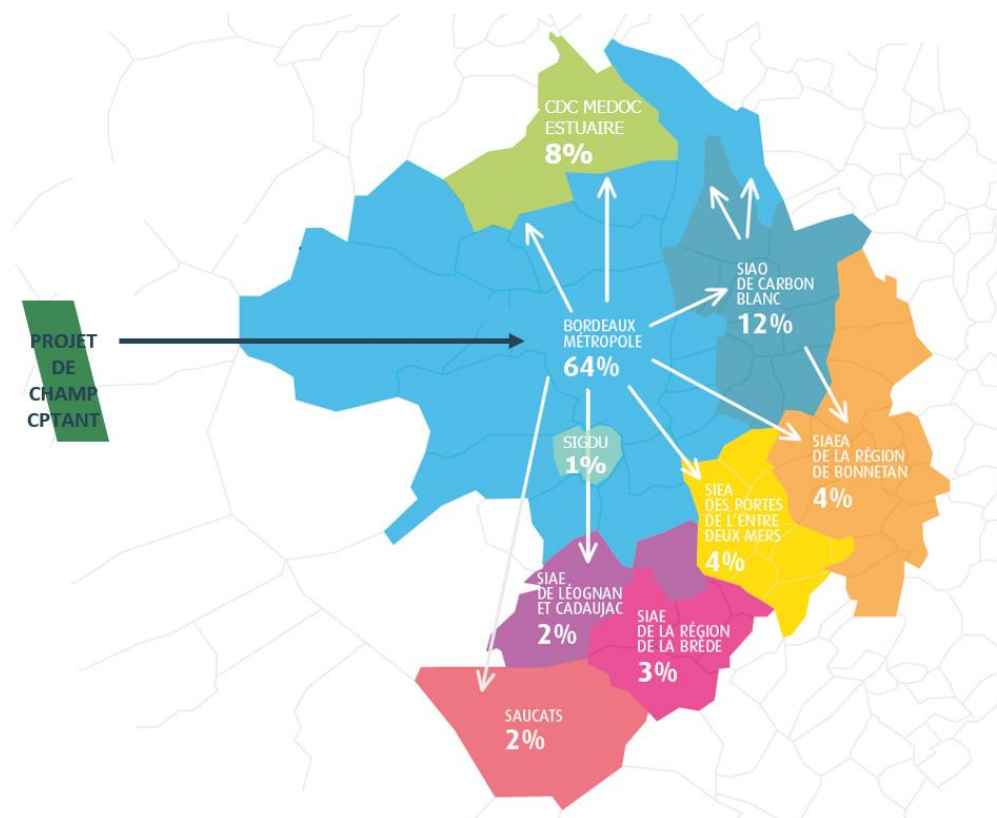 CDC MEDOC
ESTUAIRE
8%
SIAO
DE CARBON
BLANC
12%
PROJET
DE
CHAMP
CPTANT
BORDEAUX
MÉTROPOLE
64%
SIGDU
1%
SIAEA
DE LA RÉGION
DE BONNETAN
4%
SIEA
DES PORTES
DE L'ENTRE
DEUX MERS
4%
SIAE
DE LÉOGNAN
ET CADAUJAC
2%
SIAE
DE LA RÉGION
DE LA BRÈDE
3%
SAUCATS
2%